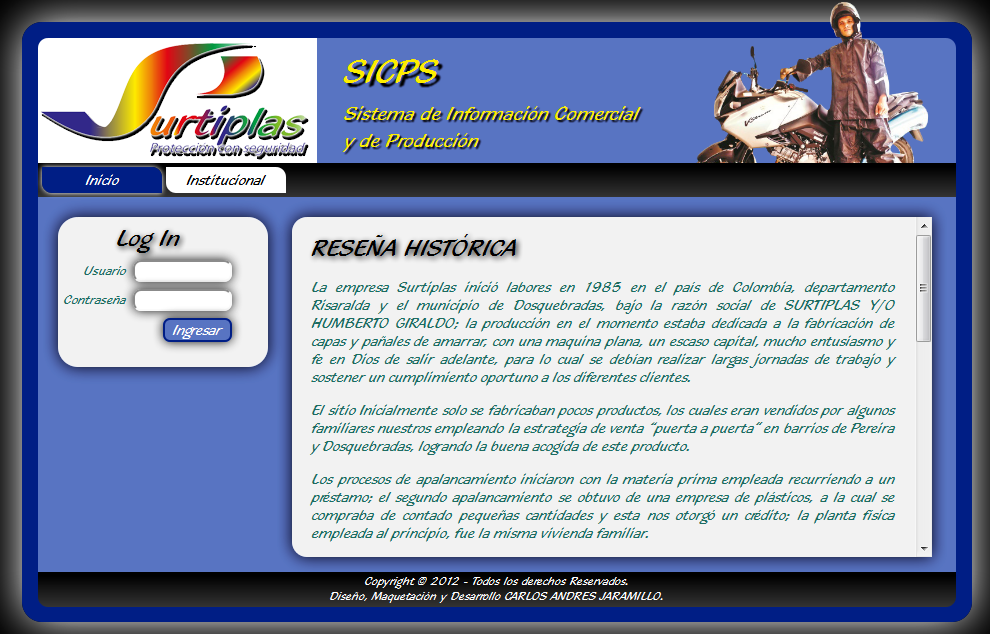 Surtiplas
Protección con seguridad
SICPS
Sistema de Información Comercial
y de Producción
Inicio
Institucional
Log In
Usuario
Contraseña
Ingresar
RESEÑA HISTÓRICA
La empresa Surtiplas inició labores en 1985 en el país de Colombia, departamento
Risaralda y el municipio de Dosquebradas, bajo la razón social de SURTIPLAS Y/O
HUMBERTO GIRALDO; la producción en el momento estaba dedicada a la fabricación de
capas y pañales de amarrar, con una maquina plana, un escaso capital, mucho entusiasmo y
fe en Dios de salir adelante, para lo cual se debían realizar largas jornadas de trabajo y
sostener un cumplimiento oportuno a los diferentes clientes.
El sitio Inicialmente solo se fabricaban pocos productos, los cuales eran vendidos por algunos
familiares nuestros empleando la estrategia de venta “puerta a puerta” en barrios de Pereira
y Dosquebradas, logrando la buena acogida de este producto.
Los procesos de apalancamiento iniciaron con la materia prima empleada recurriendo a un
préstamo; el segundo apalancamiento se obtuvo de una empresa de plásticos, a la cual se
compraba de contado pequeñas cantidades y esta nos otorgó un crédito; la planta física
empleada al principio, fue la misma vivienda familiar.
Copyright © 2012 - Todos los derechos Reservados.
Diseño, Maquetación y Desarrollo CARLOS ANDRES JARAMILLO.